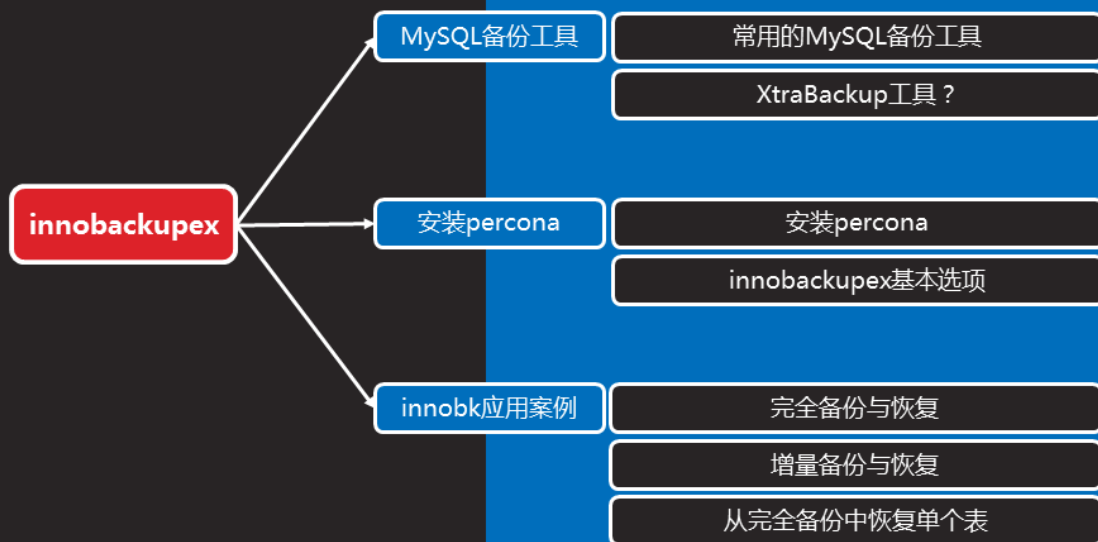 innobackupex
MySQL备份工具
常用的MySQL备份工具
XtraBackup工具？
安装percona
安装percona
innobackupex基本选项
innobk应用案例
完全备份与恢复
增量备份与恢复
从完全备份中恢复单个表